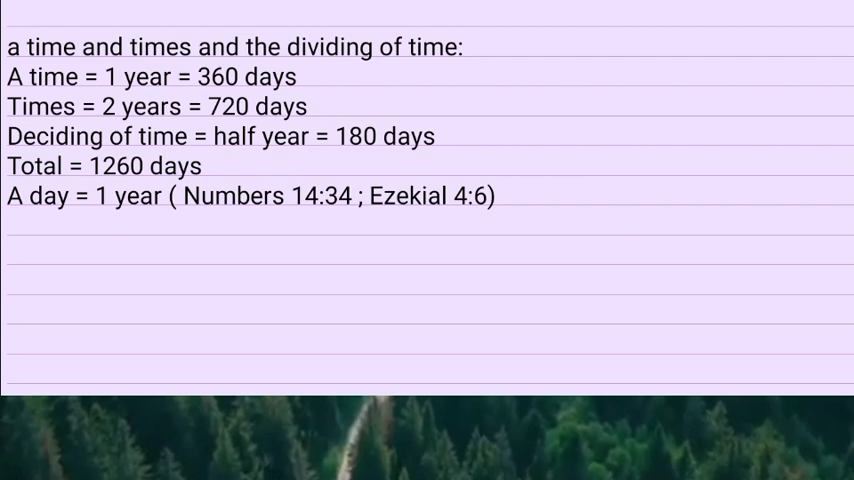 a time and times and the dividing of time:
A time = 1 year = 360 days
Times = 2 years = 720 days
Deciding of time = half year = 180 days
Total = 1260 days
A day = 1 year ( Numbers 14:34 ; Ezekial 4:6)